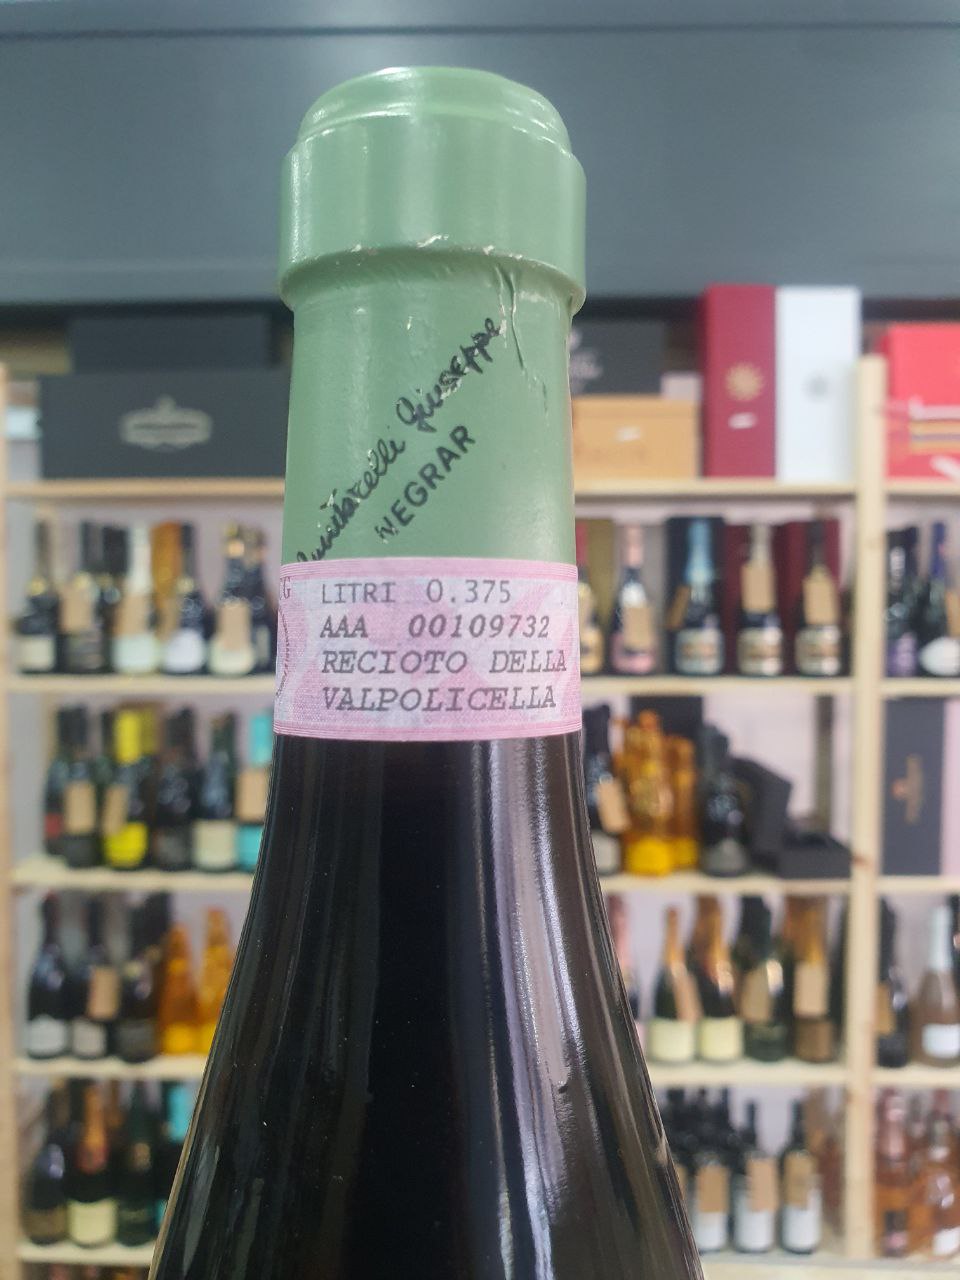 Quintarelli Giuseppe
NEGRAR
G
LITRI 0.375
AAA 00109732
RECIOTO DELLA
VALPOLICELLA